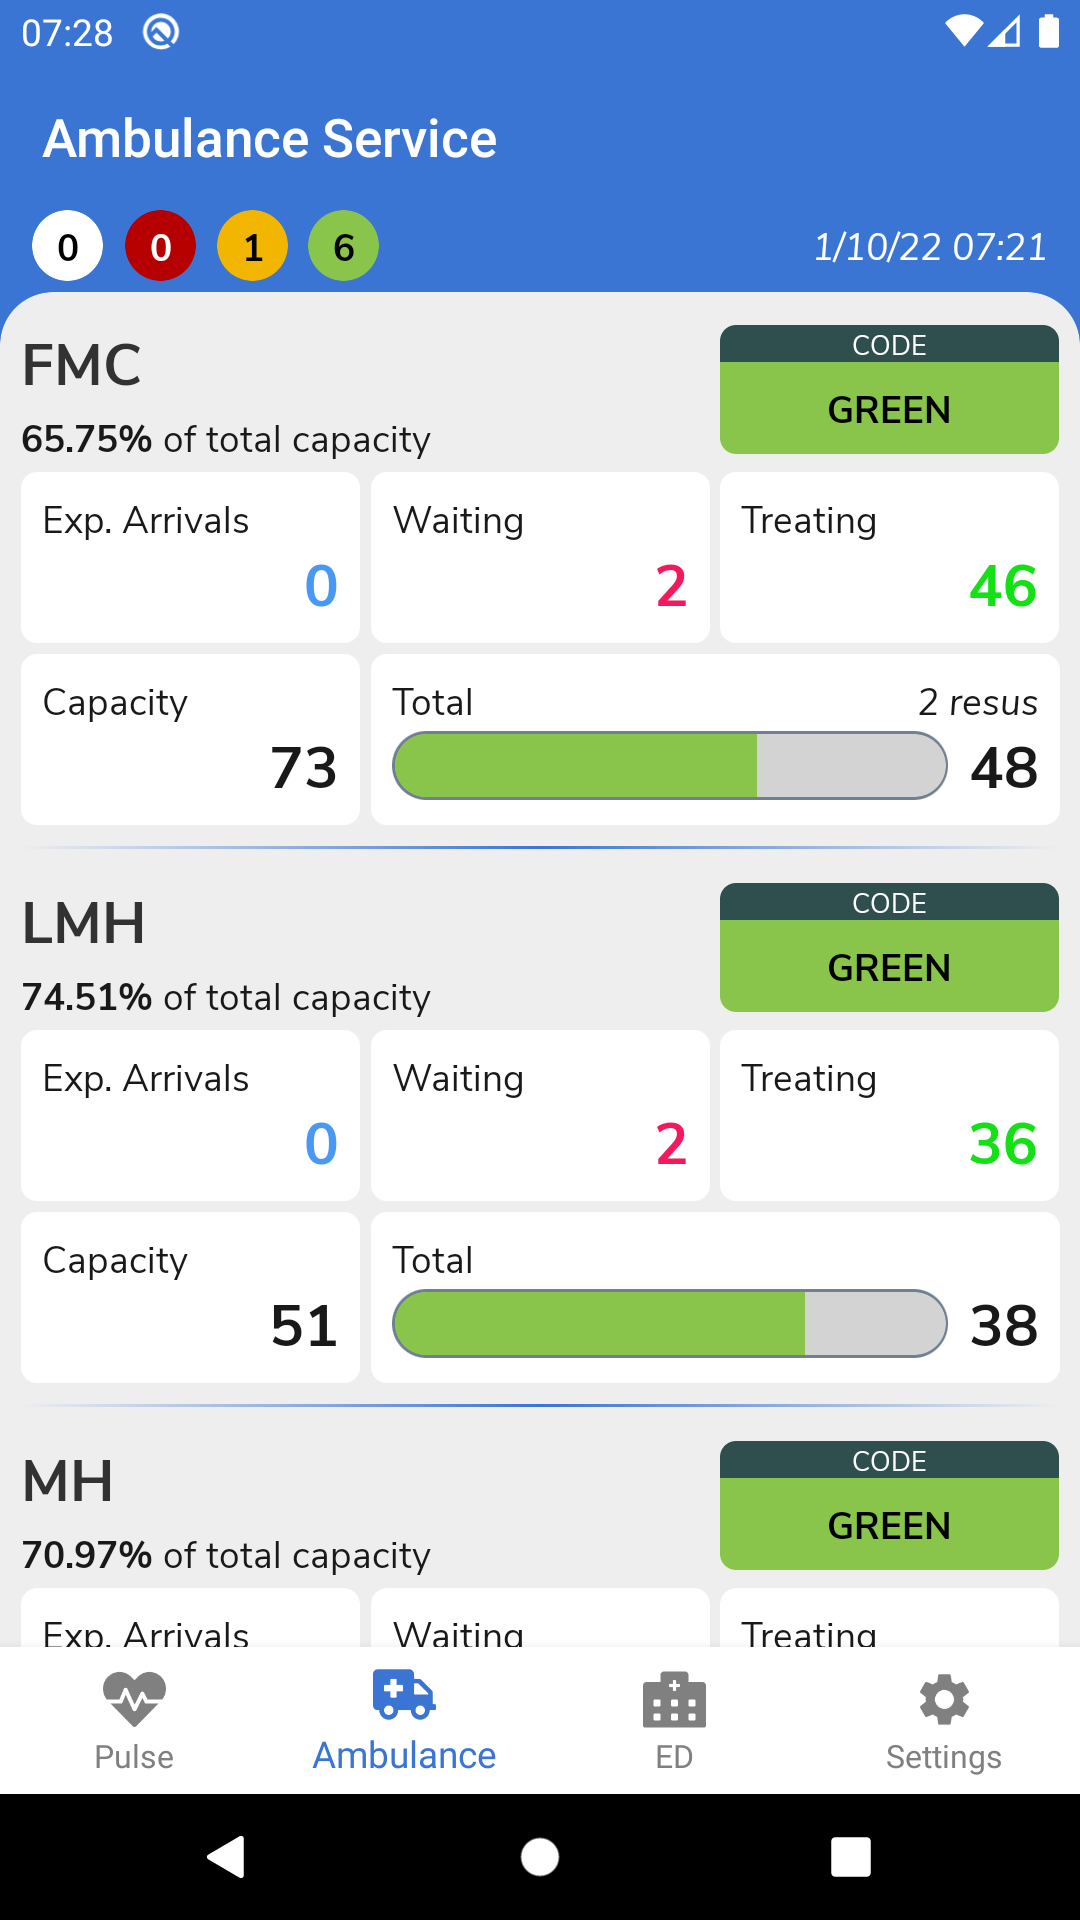 07:28
Ambulance Service
0 0 1 6 1/10/22 07:21
FMC
CODE
GREEN
65.75% of total capacity
Exp. Arrivals Waiting Treating
0 2 46
Capacity Total 2 resus
73 48
LMH
CODE
GREEN
74.51% of total capacity
Exp. Arrivals Waiting Treating
0 2 36
Capacity Total
51 38
MH
CODE
GREEN
70.97% of total capacity
Exp. Arrivals Waiting Treating
Pulse Ambulance ED Settings